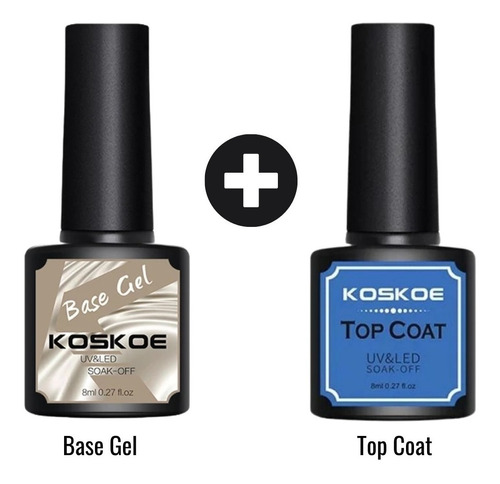 Base Gel
KOSKOE
UV&LED
SOAK-OFF
8ml 0.27 fl.oz
KOSKOE
TOP COAT
UV&LED
SOAK-OFF
8ml 0.27 fl.oz
Base Gel
Top Coat